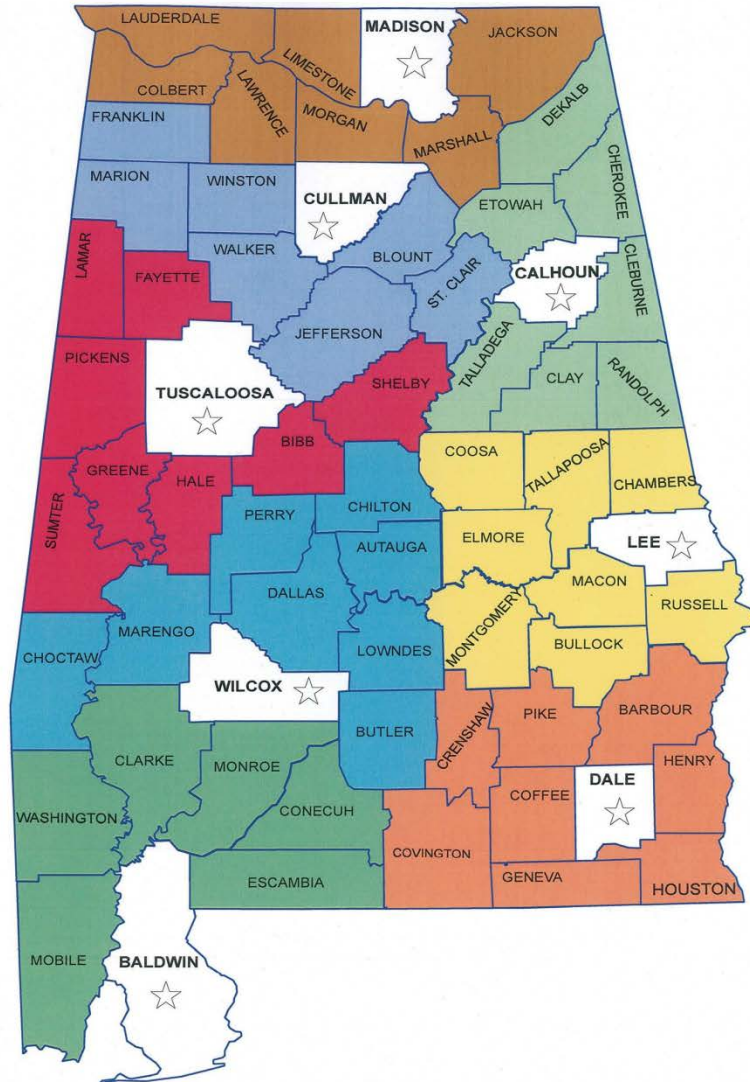 LAUDERDALE
MADISON
JACKSON
LIMESTONE
COLBERT
LAWRENCE
FRANKLIN
MORGAN
DEKALB
MARSHALL
MARION
WINSTON
CULLMAN
CHEROKEE
ETOWAH
LAMAR
WALKER
BLOUNT
ST. CLAIR
CALHOUN
CLEBURNE
FAYETTE
JEFFERSON
PICKENS
TALLADEGA
TUSCALOOSA
SHELBY
CLAY
RANDOLPH
BIBB
COOSA
TALLAPOOSA
GREENE
HALE
CHAMBERS
SUMTER
PERRY
CHILTON
ELMORE
LEE
AUTAUGA
DALLAS
MACON
RUSSELL
MARENGO
MONTGOMERY
BULLOCK
CHOCTAW
LOWNDES
WILCOX
CRENSHAW
PIKE
BARBOUR
BUTLER
CLARKE
MONROE
HENRY
DALE
COFFEE
CONECUH
WASHINGTON
COVINGTON
GENEVA
ESCAMBIA
HOUSTON
MOBILE
BALDWIN